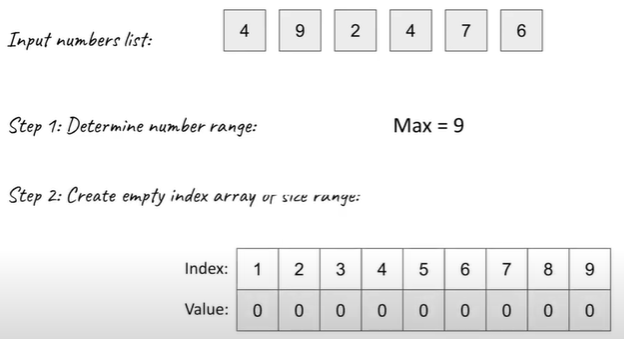 Input numbers list: 4 9 2 4 7 6
Step 1: Determine number range: Max = 9
Step 2: Create empty index array of size range:
Index: 1 2 3 4 5 6 7 8 9
Value: 0 0 0 0 0 0 0 0 0